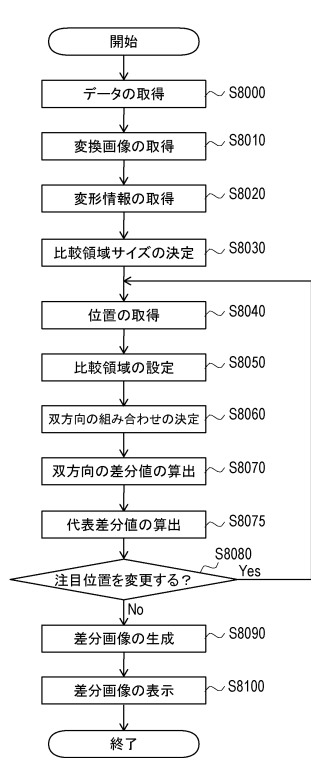 開始
データの取得 S8000
変換画像の取得 S8010
変形情報の取得 S8020
比較領域サイズの決定 S8030
位置の取得 S8040
比較領域の設定 S8050
双方向の組み合わせの決定 S8060
双方向の差分値の算出 S8070
代表差分値の算出 S8075
S8080
注目位置を変更する? Yes
No
差分画像の生成 S8090
差分画像の表示 S8100
終了